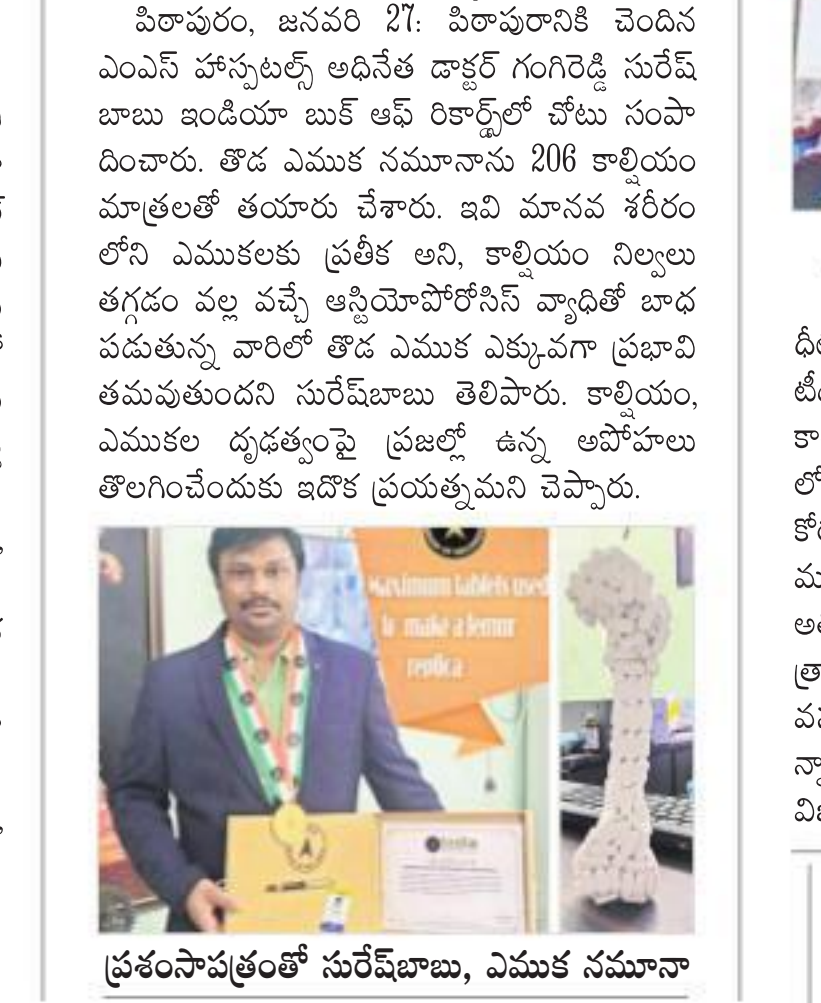 పిఠాపురం, జనవరి 27: పిఠాపురానికి చెందిన
ఎంఎస్ హాస్పటల్స్ అధినేత డాక్టర్ గంగిరెడ్డి సురేష్
బాబు ఇండియా బుక్ ఆఫ్ రికార్డ్స్‌లో చోటు సంపా
దించారు. తొడ ఎముక నమూనాను 206 కాల్షియం
మాత్రలతో తయారు చేశారు. ఇవి మానవ శరీరం
లోని ఎముకలకు ప్రతీక అని, కాల్షియం నిల్వలు
తగ్గడం వల్ల వచ్చే ఆస్టియోపోరోసిస్ వ్యాధితో బాధ
పడుతున్న వారిలో తొడ ఎముక ఎక్కువగా ప్రభావి
తమవుతుందని సురేష్‌బాబు తెలిపారు. కాల్షియం,
ఎముకల దృఢత్వంపై ప్రజల్లో ఉన్న అపోహలు
తొలగించేందుకు ఇదొక ప్రయత్నమని చెప్పారు.
Maximum tablets used
to make a femur
replica
India
ప్రశంసాపత్రంతో సురేష్‌బాబు, ఎముక నమూనా